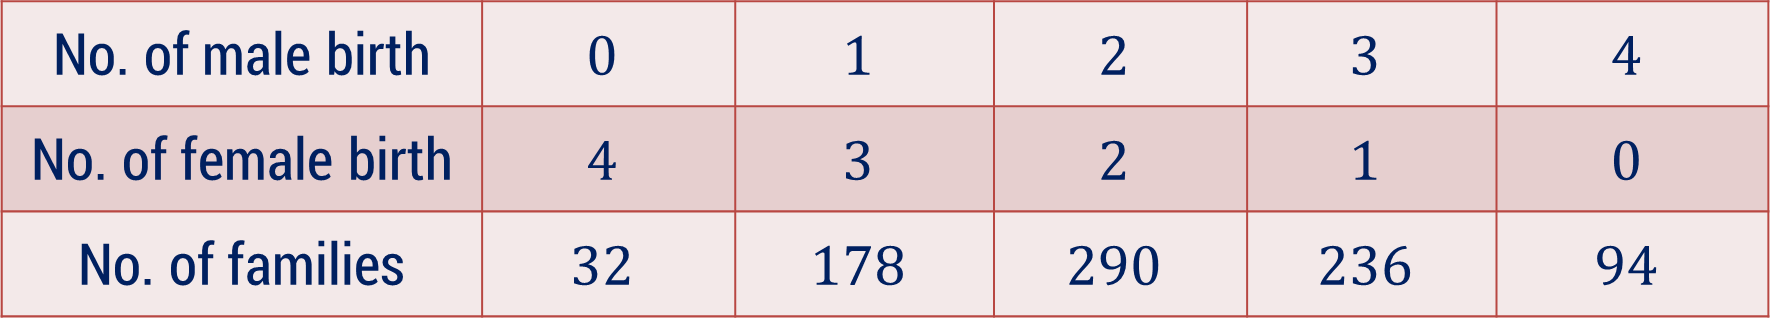 No. of male birth 0 1 2 3 4
No. of female birth 4 3 2 1 0
No. of families 32 178 290 236 94